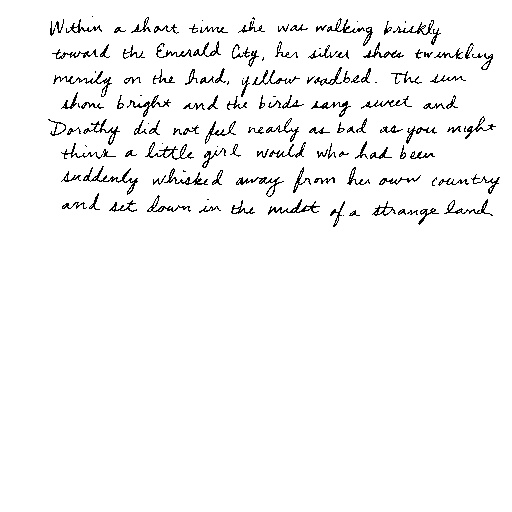 Within a short time she was walking briskly
toward the Emerald City, her silver shoes twinkling
merrily on the hard, yellow roadbed. The sun
shone bright and the birds sang sweet and
Dorothy did not feel nearly as bad as you might
think a little girl would who had been
suddenly whisked away from her own country
and set down in the midst of a strange land.